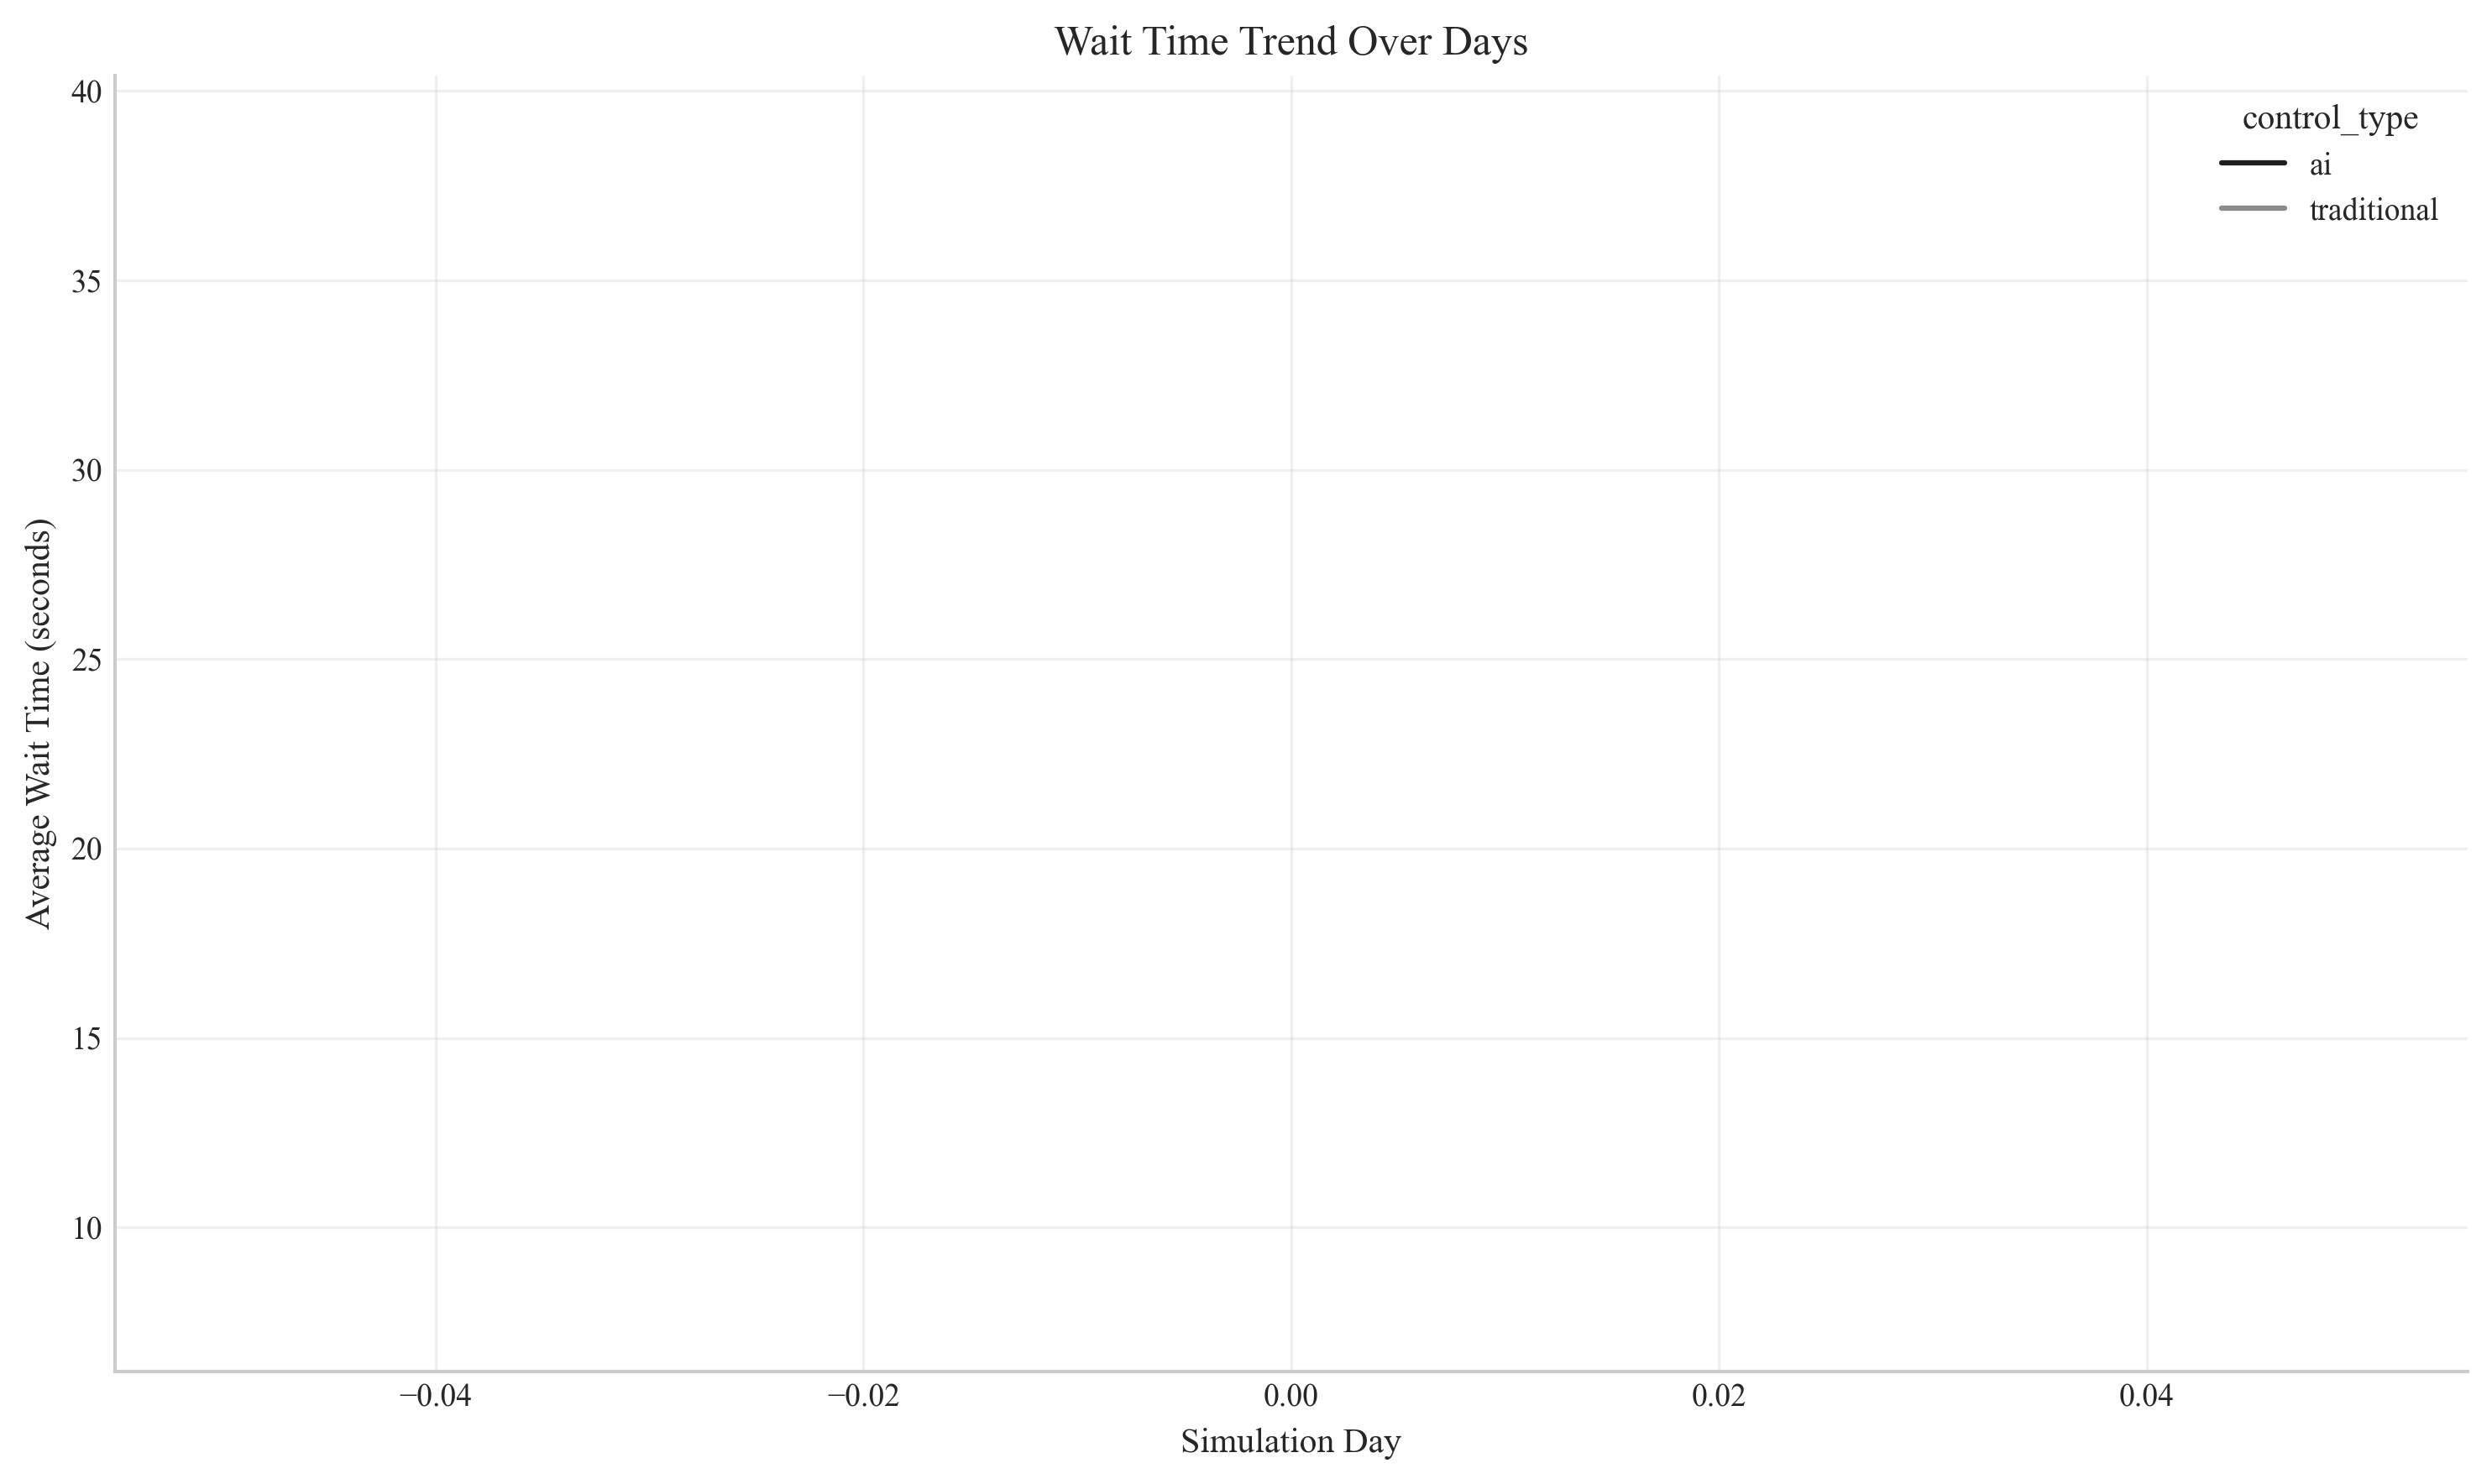 Wait Time Trend Over Days
control_type
ai
traditional
40
35
30
25
20
15
10
Average Wait Time (seconds)
−0.04 −0.02 0.00 0.02 0.04
Simulation Day